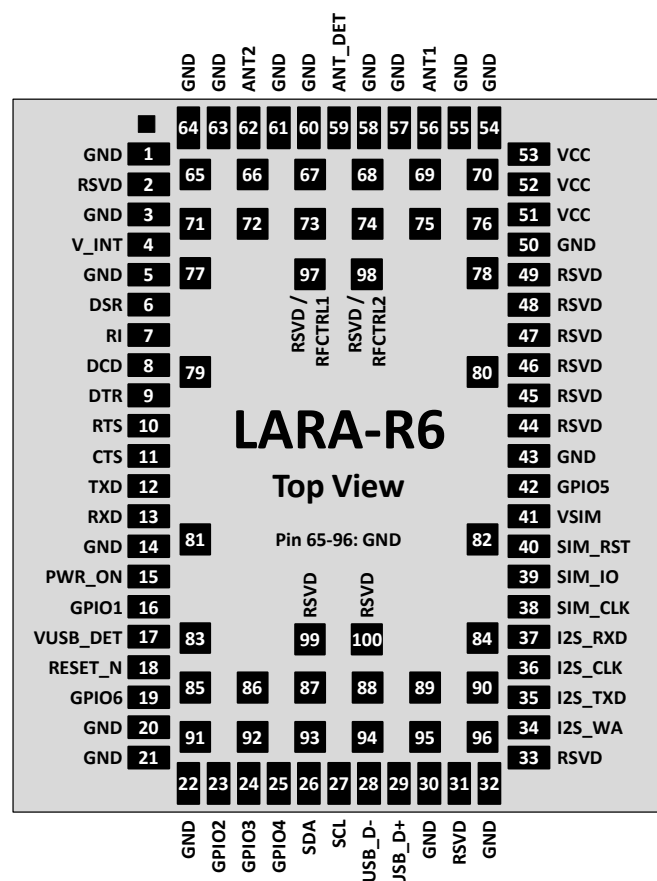 GND GND ANT2 GND GND ANT_DET GND GND ANT1 GND GND
64 63 62 61 60 59 58 57 56 55 54
GND 1 53 VCC
65 66 67 68 69 70
RSVD 2 52 VCC
GND 3 51 VCC
71 72 73 74 75 76
V_INT 4 50 GND
GND 5 77 97 98 78 49 RSVD
DSR 6 48 RSVD
RSVD / RFCTRL1 RSVD / RFCTRL2
RI 7 47 RSVD
DCD 8 79 80 46 RSVD
DTR 9 45 RSVD
RTS 10 44 RSVD
LARA-R6
CTS 11 43 GND
TXD 12 42 GPIO5
Top View
RXD 13 41 VSIM
81 Pin 65-96: GND 82
GND 14 40 SIM_RST
PWR_ON 15 39 SIM_IO
RSVD RSVD
GPIO1 16 38 SIM_CLK
VUSB_DET 17 83 99 100 84 37 I2S_RXD
RESET_N 18 36 I2S_CLK
85 86 87 88 89 90
GPIO6 19 35 I2S_TXD
GND 20 34 I2S_WA
91 92 93 94 95 96
GND 21 33 RSVD
22 23 24 25 26 27 28 29 30 31 32
GND GPIO2 GPIO3 GPIO4 SDA SCL USB_D- USB_D+ GND RSVD GND